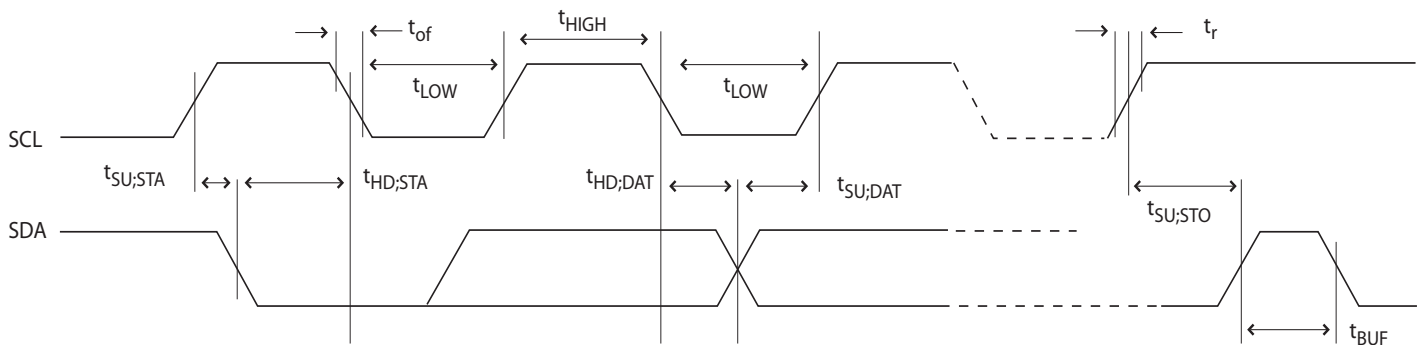 t_of
t_HIGH
t_r
t_LOW
t_LOW
SCL
t_SU;STA
t_HD;STA
t_HD;DAT
t_SU;DAT
t_SU;STO
SDA
t_BUF